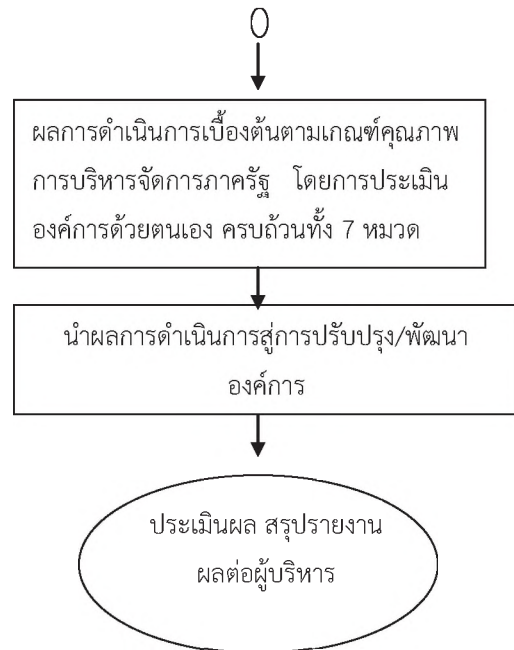 ผลการดำเนินการเบื้องต้นตามเกณฑ์คุณภาพ
การบริหารจัดการภาครัฐ โดยการประเมิน
องค์การด้วยตนเอง ครบถ้วนทั้ง 7 หมวด
นำผลการดำเนินการสู่การปรับปรุง/พัฒนา
องค์การ
ประเมินผล สรุปรายงาน
ผลต่อผู้บริหาร